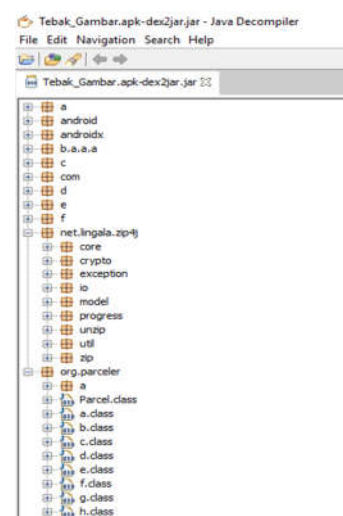 Tebak_Gambar.apk-dex2jar.jar - Java Decompiler
File Edit Navigation Search Help
Tebak_Gambar.apk-dex2jar.jar
a
android
androidx
b.a.a.a
c
com
d
e
f
net.lingala.zip4j
core
crypto
exception
io
model
progress
unzip
util
zip
org.parceler
a
Parcel.class
a.class
b.class
c.class
d.class
e.class
f.class
g.class
h.class